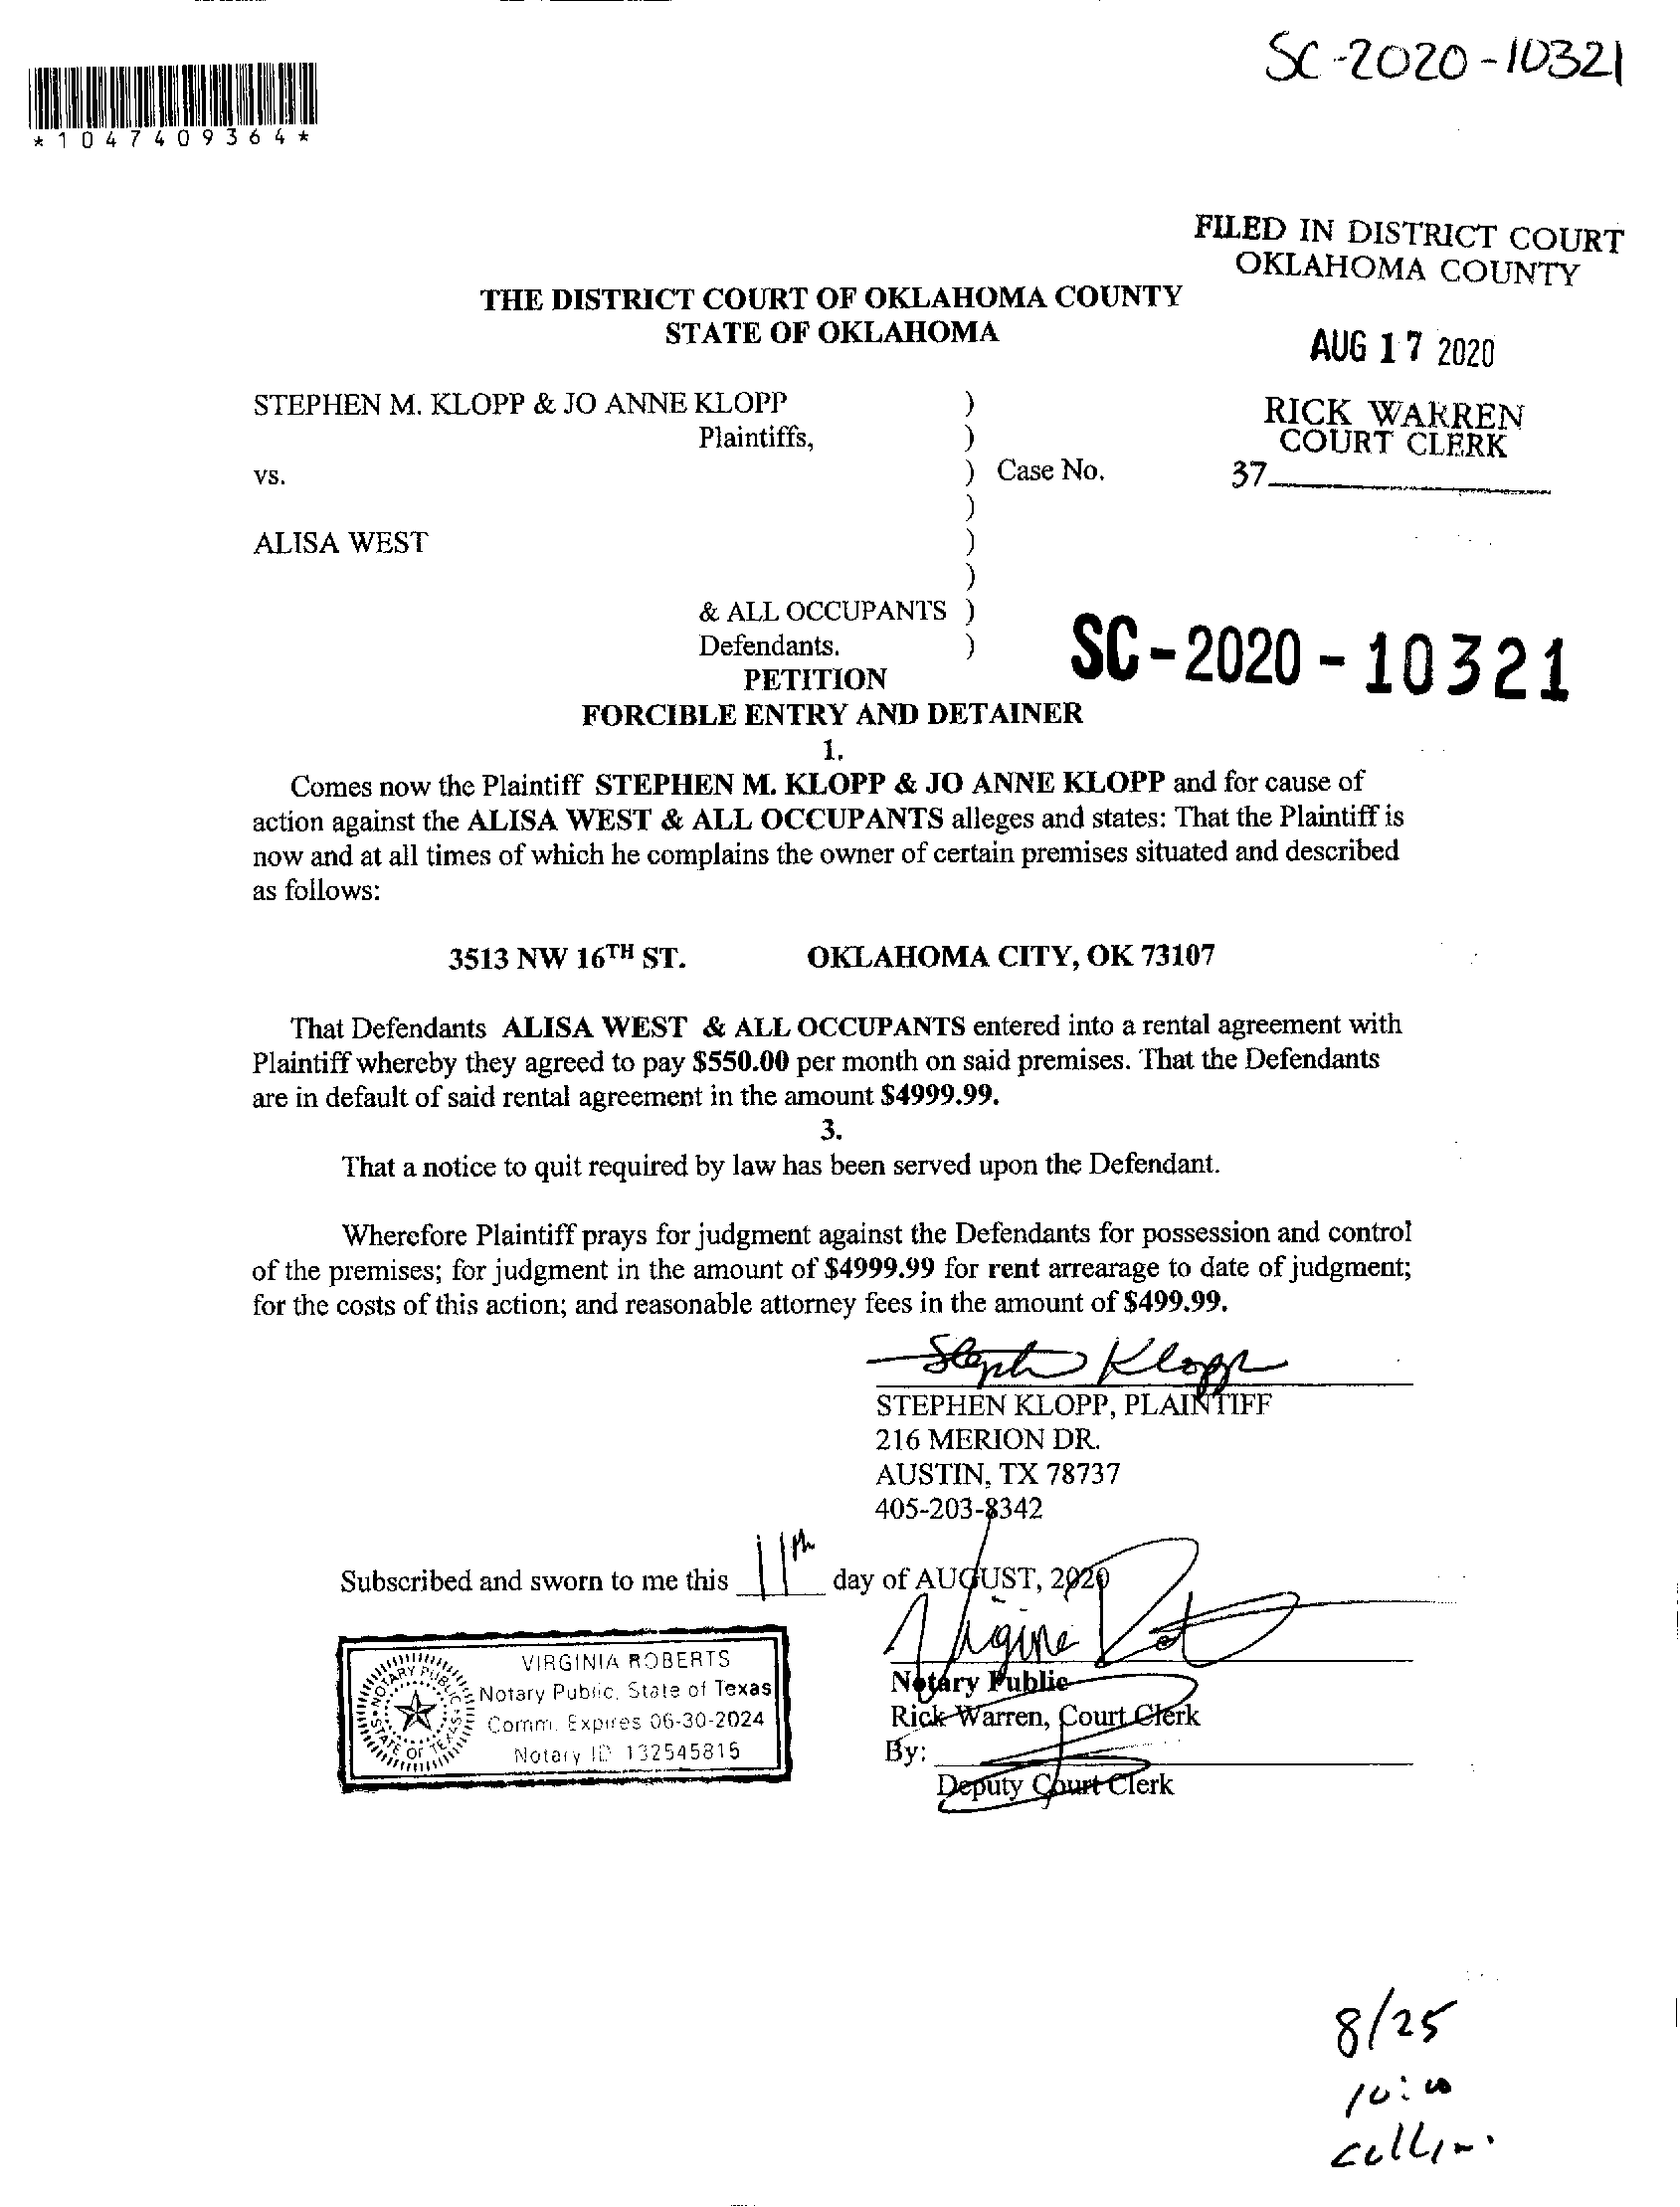 SC-2020-10321
*1047409364*
FILED IN DISTRICT COURT
OKLAHOMA COUNTY
THE DISTRICT COURT OF OKLAHOMA COUNTY
STATE OF OKLAHOMA
AUG 17 2020
STEPHEN M. KLOPP & JO ANNE KLOPP )
Plaintiffs, )
RICK WARREN
COURT CLERK
vs. ) Case No.
37
)
ALISA WEST )
)
& ALL OCCUPANTS )
Defendants. )
SC-2020-10321
PETITION
FORCIBLE ENTRY AND DETAINER
1.
Comes now the Plaintiff STEPHEN M. KLOPP & JO ANNE KLOPP and for cause of
action against the ALISA WEST & ALL OCCUPANTS alleges and states: That the Plaintiff is
now and at all times of which he complains the owner of certain premises situated and described
as follows:
3513 NW 16TH ST. OKLAHOMA CITY, OK 73107
That Defendants ALISA WEST & ALL OCCUPANTS entered into a rental agreement with
Plaintiff whereby they agreed to pay $550.00 per month on said premises. That the Defendants
are in default of said rental agreement in the amount $4999.99.
3.
That a notice to quit required by law has been served upon the Defendant.
Wherefore Plaintiff prays for judgment against the Defendants for possession and control
of the premises; for judgment in the amount of $4999.99 for rent arrearage to date of judgment;
for the costs of this action; and reasonable attorney fees in the amount of $499.99.
Stephen Klopp
STEPHEN KLOPP, PLAINTIFF
216 MERION DR.
AUSTIN, TX 78737
405-203-8342
Subscribed and sworn to me this 11th day of AUGUST, 2020
VIRGINIA ROBERTS
Notary Public, State of Texas
Comm. Expires 06-30-2024
Notary ID 132545815
NOTARY PUBLIC
STATE OF TEXAS
Notary Public
Rick Warren, Court Clerk
By:
Deputy Court Clerk
8/25
10:00